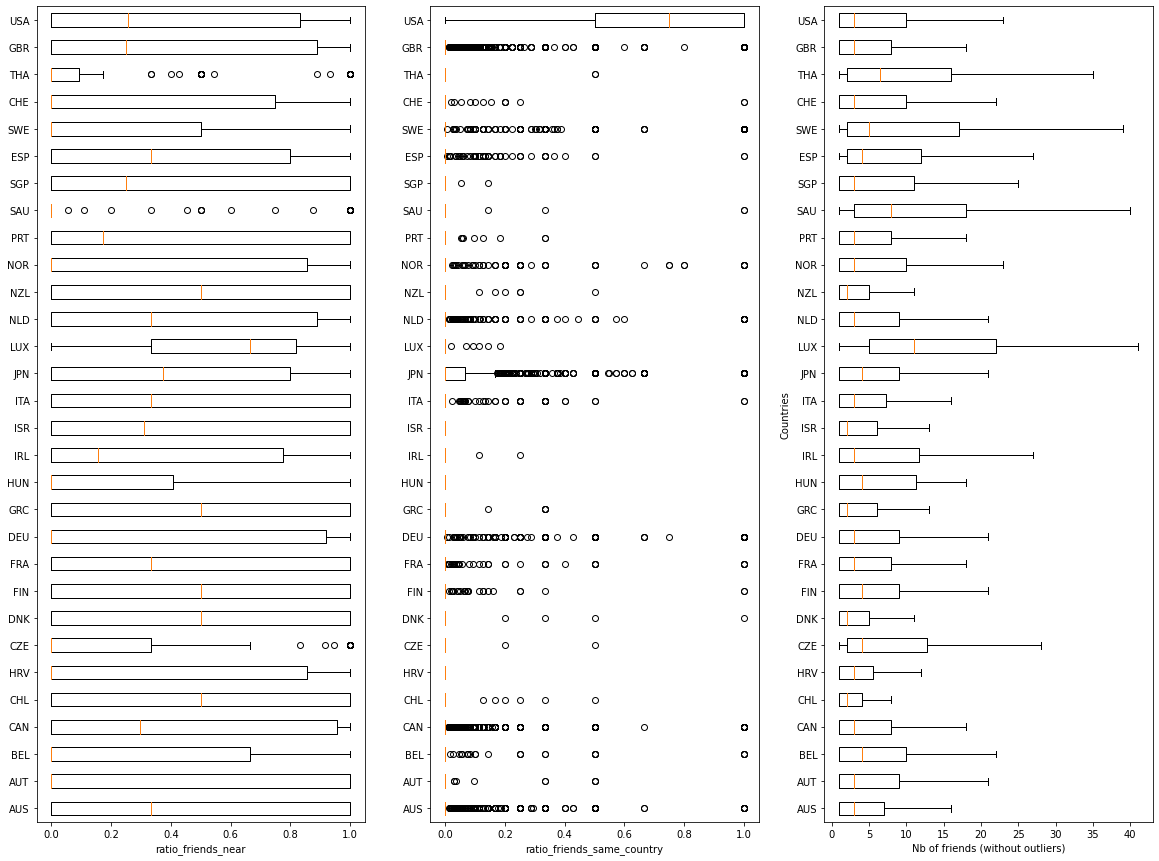 USA
GBR
THA
CHE
SWE
ESP
SGP
SAU
PRT
NOR
NZL
NLD
LUX
JPN
ITA
ISR
IRL
HUN
GRC
DEU
FRA
FIN
DNK
CZE
HRV
CHL
CAN
BEL
AUT
AUS
0.0 0.2 0.4 0.6 0.8 1.0
ratio_friends_near
USA
GBR
THA
CHE
SWE
ESP
SGP
SAU
PRT
NOR
NZL
NLD
LUX
JPN
ITA
ISR
IRL
HUN
GRC
DEU
FRA
FIN
DNK
CZE
HRV
CHL
CAN
BEL
AUT
AUS
0.0 0.2 0.4 0.6 0.8 1.0
ratio_friends_same_country
Countries
USA
GBR
THA
CHE
SWE
ESP
SGP
SAU
PRT
NOR
NZL
NLD
LUX
JPN
ITA
ISR
IRL
HUN
GRC
DEU
FRA
FIN
DNK
CZE
HRV
CHL
CAN
BEL
AUT
AUS
0 5 10 15 20 25 30 35 40
Nb of friends (without outliers)